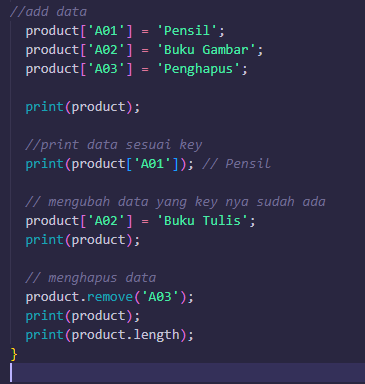 //add data
product['A01'] = 'Pensil';
product['A02'] = 'Buku Gambar';
product['A03'] = 'Penghapus';
print(product);
//print data sesuai key
print(product['A01']); // Pensil
// mengubah data yang key nya sudah ada
product['A02'] = 'Buku Tulis';
print(product);
// menghapus data
product.remove('A03');
print(product);
print(product.length);
}